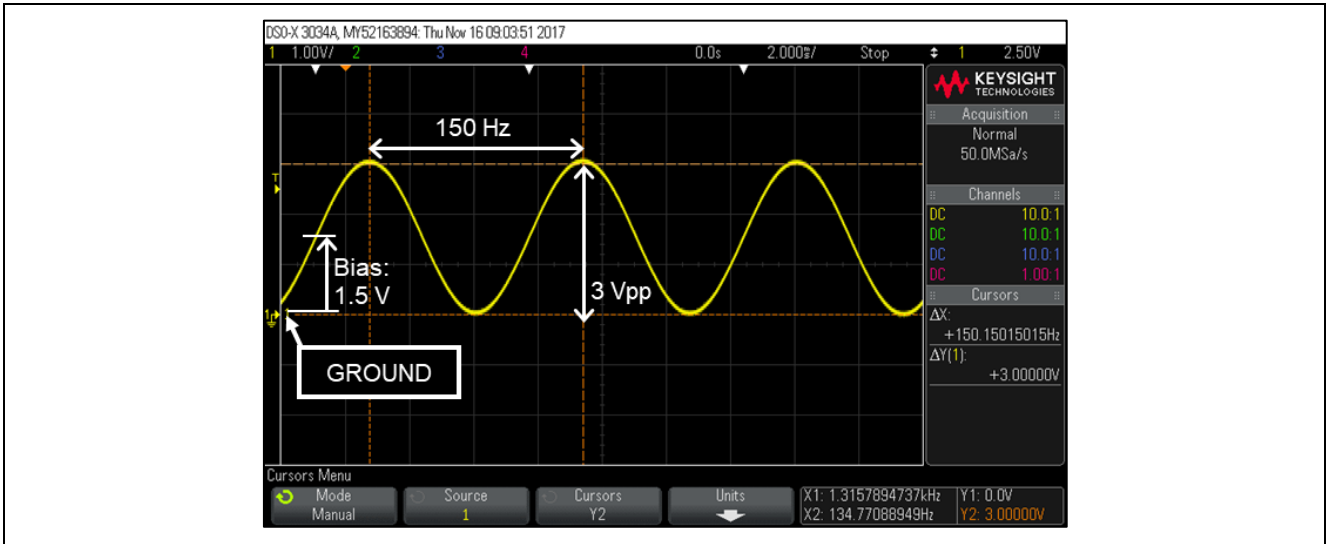 DSO-X 3034A, MY52163894: Thu Nov 16 09:03:51 2017
1 1.00V/ 2 3 4 0.0s 2.000ms/ Stop 1 2.50V
KEYSIGHT
TECHNOLOGIES
Acquisition
Normal
50.0MSa/s
Channels
DC 10.0:1
DC 10.0:1
DC 10.0:1
DC 1.00:1
Cursors
ΔX:
+150.15015015Hz
ΔY(1):
+3.00000V
150 Hz
T
Bias:
1.5 V
3 Vpp
1
GROUND
Cursors Menu
Mode
Manual
Source
1
Cursors
Y2
Units
X1: 1.3157894737kHz
X2: 134.77088949Hz
Y1: 0.0V
Y2: 3.00000V